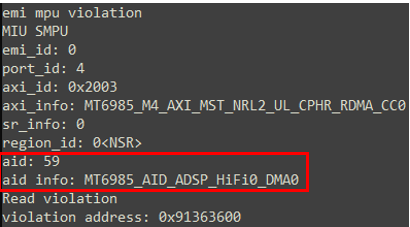 emi mpu violation
MIU SMPU
emi_id: 0
port_id: 4
axi_id: 0x2003
axi_info: MT6985_M4_AXI_MST_NRL2_UL_CPHR_RDMA_CC0
sr_info: 0
region_id: 0<NSR>
aid: 59
aid info: MT6985_AID_ADSP_HiFi0_DMA0
Read violation
violation address: 0x91363600